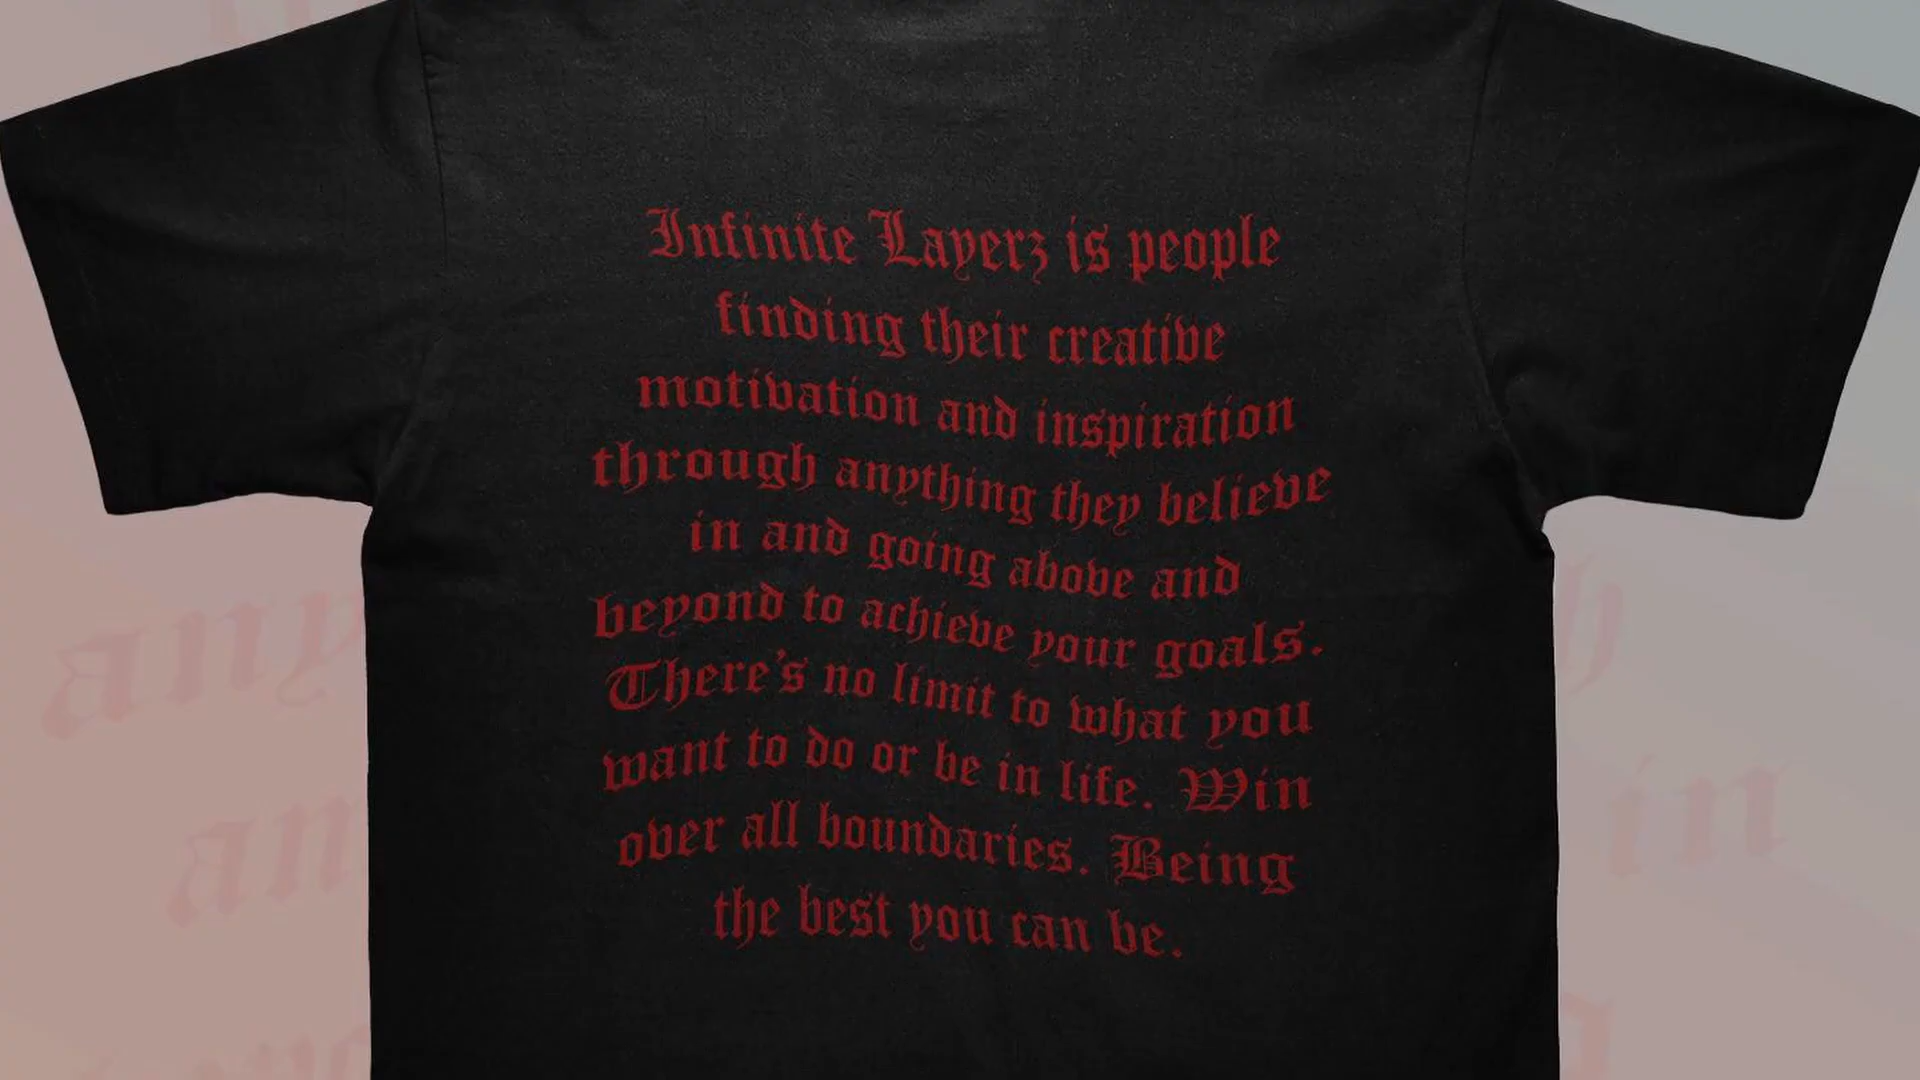 Infinite Layerz is people
finding their creative
motivation and inspiration
through anything they believe
in and going above and
beyond to achieve your goals.
There's no limit to what you
want to do or be in life. Win
over all boundaries. Being
the best you can be.